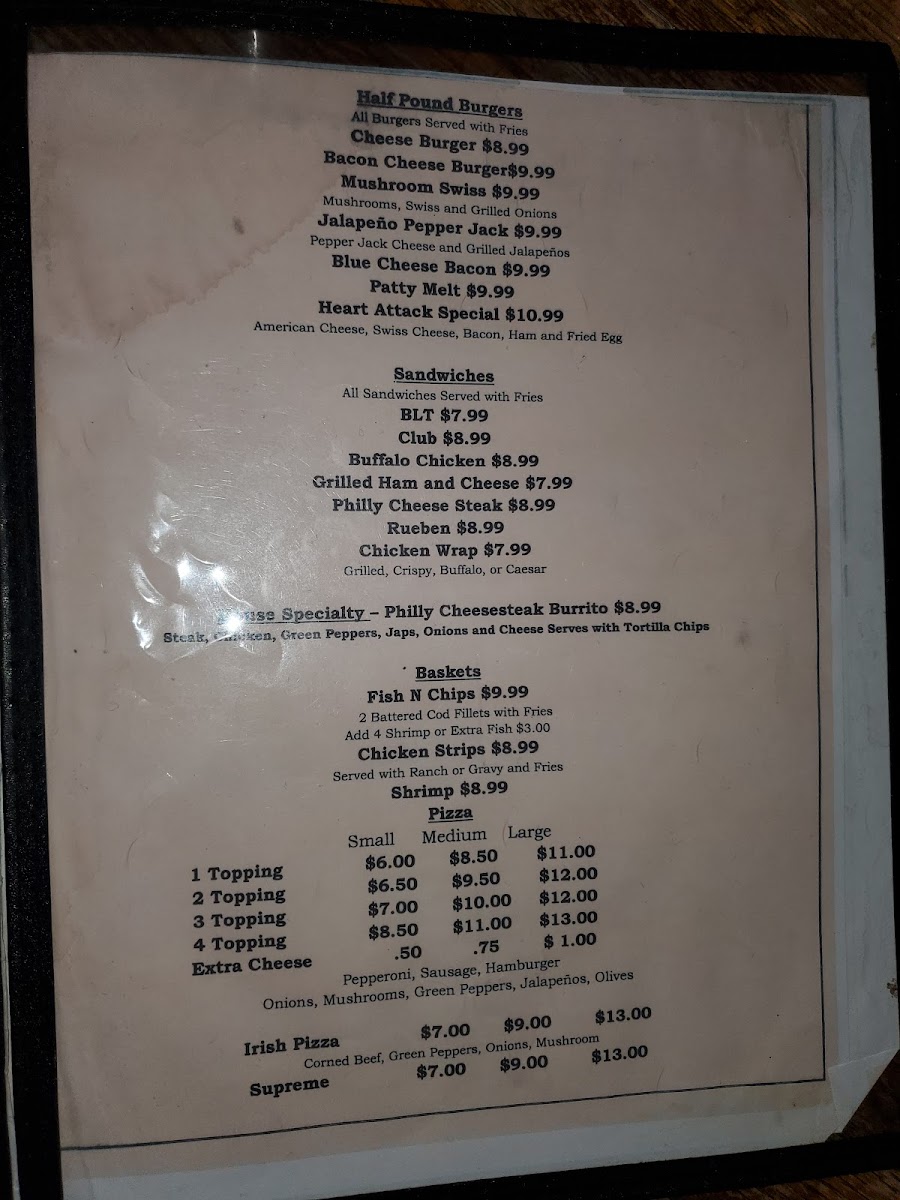 Half Pound Burgers
All Burgers Served with Fries
Cheese Burger $8.99
Bacon Cheese Burger$9.99
Mushroom Swiss $9.99
Mushrooms, Swiss and Grilled Onions
Jalapeño Pepper Jack $9.99
Pepper Jack Cheese and Grilled Jalapeños
Blue Cheese Bacon $9.99
Patty Melt $9.99
Heart Attack Special $10.99
American Cheese, Swiss Cheese, Bacon, Ham and Fried Egg
Sandwiches
All Sandwiches Served with Fries
BLT $7.99
Club $8.99
Buffalo Chicken $8.99
Grilled Ham and Cheese $7.99
Philly Cheese Steak $8.99
Rueben $8.99
Chicken Wrap $7.99
Grilled, Crispy, Buffalo, or Caesar
House Specialty – Philly Cheesesteak Burrito $8.99
Steak, Chicken, Green Peppers, Japs, Onions and Cheese Serves with Tortilla Chips
Baskets
Fish N Chips $9.99
2 Battered Cod Fillets with Fries
Add 4 Shrimp or Extra Fish $3.00
Chicken Strips $8.99
Served with Ranch or Gravy and Fries
Shrimp $8.99
Pizza
Small Medium Large
1 Topping $6.00 $8.50 $11.00
2 Topping $6.50 $9.50 $12.00
3 Topping $7.00 $10.00 $12.00
4 Topping $8.50 $11.00 $13.00
Extra Cheese .50 .75 $ 1.00
Pepperoni, Sausage, Hamburger
Onions, Mushrooms, Green Peppers, Jalapeños, Olives
Irish Pizza $7.00 $9.00 $13.00
Corned Beef, Green Peppers, Onions, Mushroom
Supreme $7.00 $9.00 $13.00